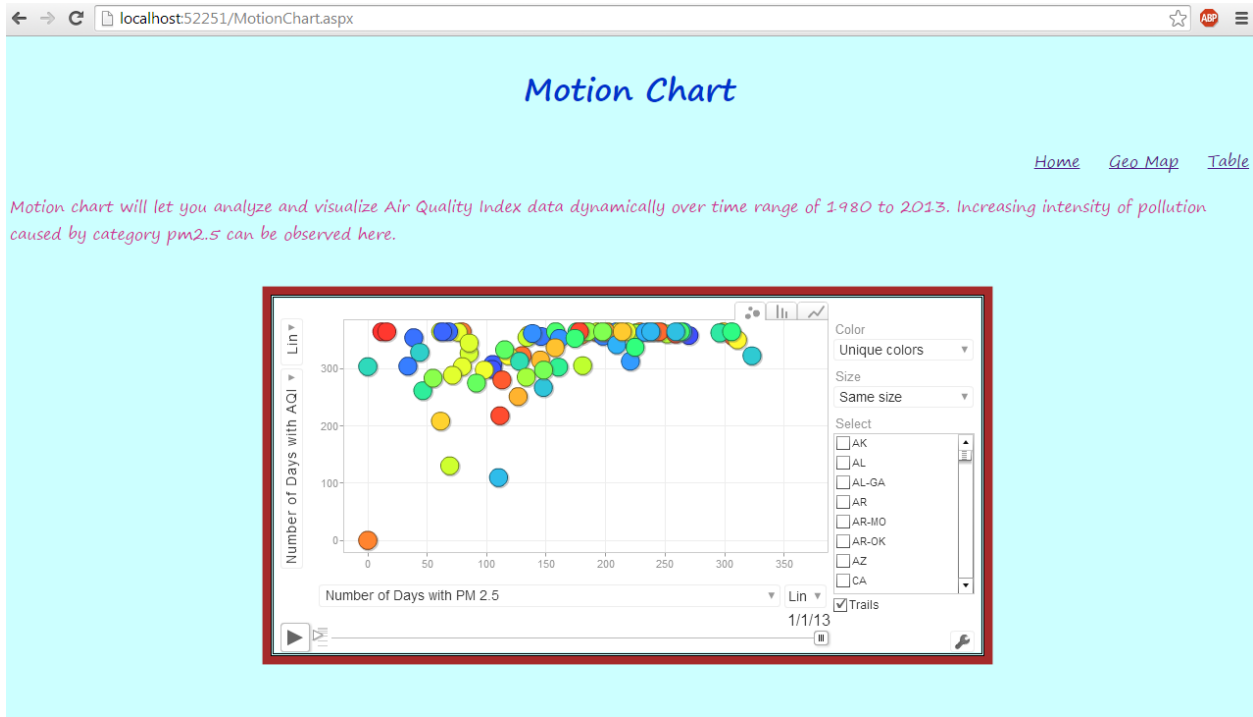 localhost:52251/MotionChart.aspx
ABP
Motion Chart
Home Geo Map Table
Motion chart will let you analyze and visualize Air Quality Index data dynamically over time range of 1980 to 2013. Increasing intensity of pollution
caused by category pm2.5 can be observed here.
Lin
Number of Days with AQI
300
200
100
0
0 50 100 150 200 250 300 350
Number of Days with PM 2.5
Lin
1/1/13
Color
Unique colors
Size
Same size
Select
AK
AL
AL-GA
AR
AR-MO
AR-OK
AZ
CA
Trails